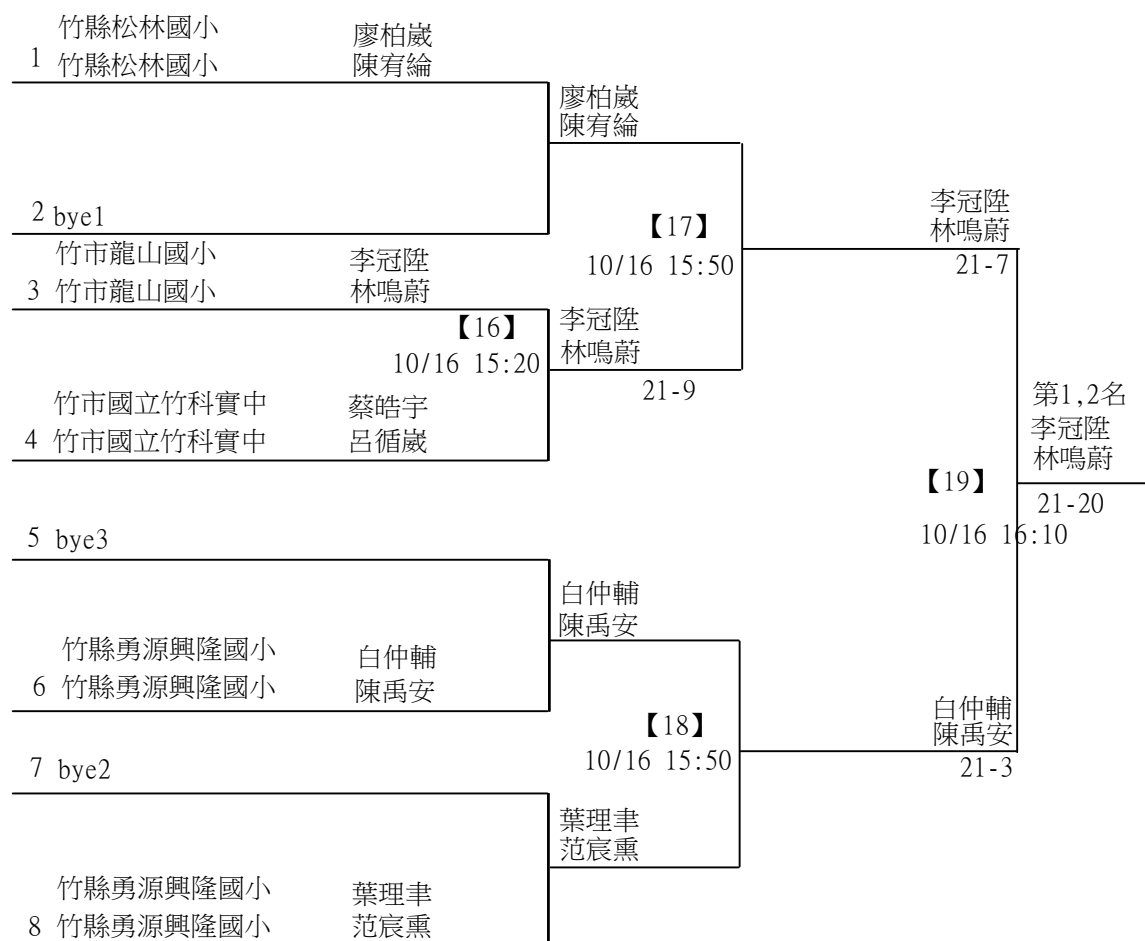 竹縣松林國小 廖柏崴
1 竹縣松林國小 陳宥綸
廖柏崴
陳宥綸
2 bye1
竹市龍山國小 李冠陞
3 竹市龍山國小 林鳴蔚
【17】
10/16 15:50
李冠陞
林鳴蔚
21-7
【16】
10/16 15:20
李冠陞
林鳴蔚
21-9
竹市國立竹科實中 蔡皓宇
4 竹市國立竹科實中 呂循崴
第1,2名
李冠陞
林鳴蔚
21-20
【19】
10/16 16:10
5 bye3
白仲輔
陳禹安
竹縣勇源興隆國小 白仲輔
6 竹縣勇源興隆國小 陳禹安
【18】
10/16 15:50
白仲輔
陳禹安
21-3
7 bye2
葉理聿
范宸熏
竹縣勇源興隆國小 葉理聿
8 竹縣勇源興隆國小 范宸熏